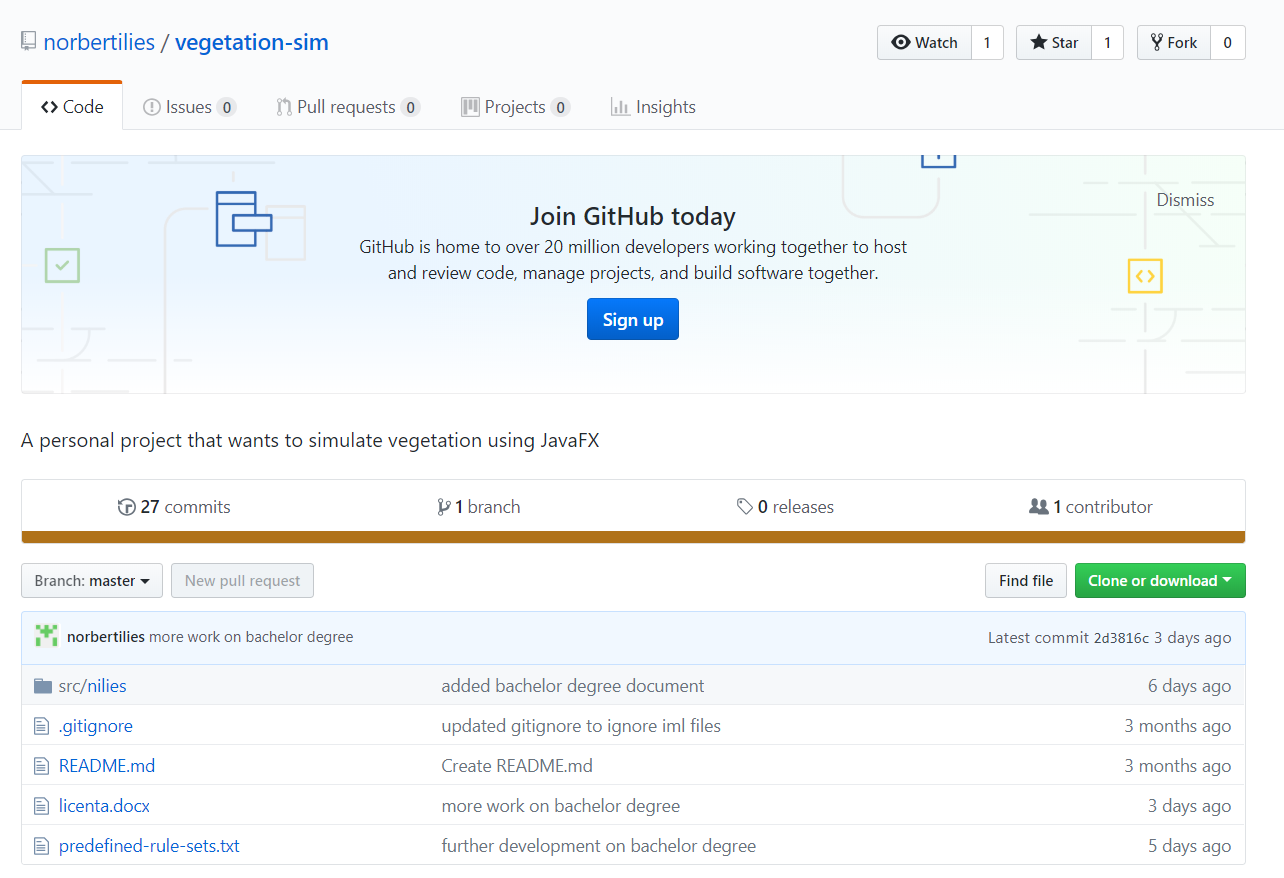 norbertilies / vegetation-sim
Watch 1 Star 1 Fork 0
Code Issues 0 Pull requests 0 Projects 0 Insights
Dismiss
Join GitHub today
GitHub is home to over 20 million developers working together to host
and review code, manage projects, and build software together.
Sign up
A personal project that wants to simulate vegetation using JavaFX
27 commits 1 branch 0 releases 1 contributor
Branch: master New pull request Find file Clone or download
norbertilies more work on bachelor degree Latest commit 2d3816c 3 days ago
src/nilies added bachelor degree document 6 days ago
.gitignore updated gitignore to ignore iml files 3 months ago
README.md Create README.md 3 months ago
licenta.docx more work on bachelor degree 3 days ago
predefined-rule-sets.txt further development on bachelor degree 5 days ago